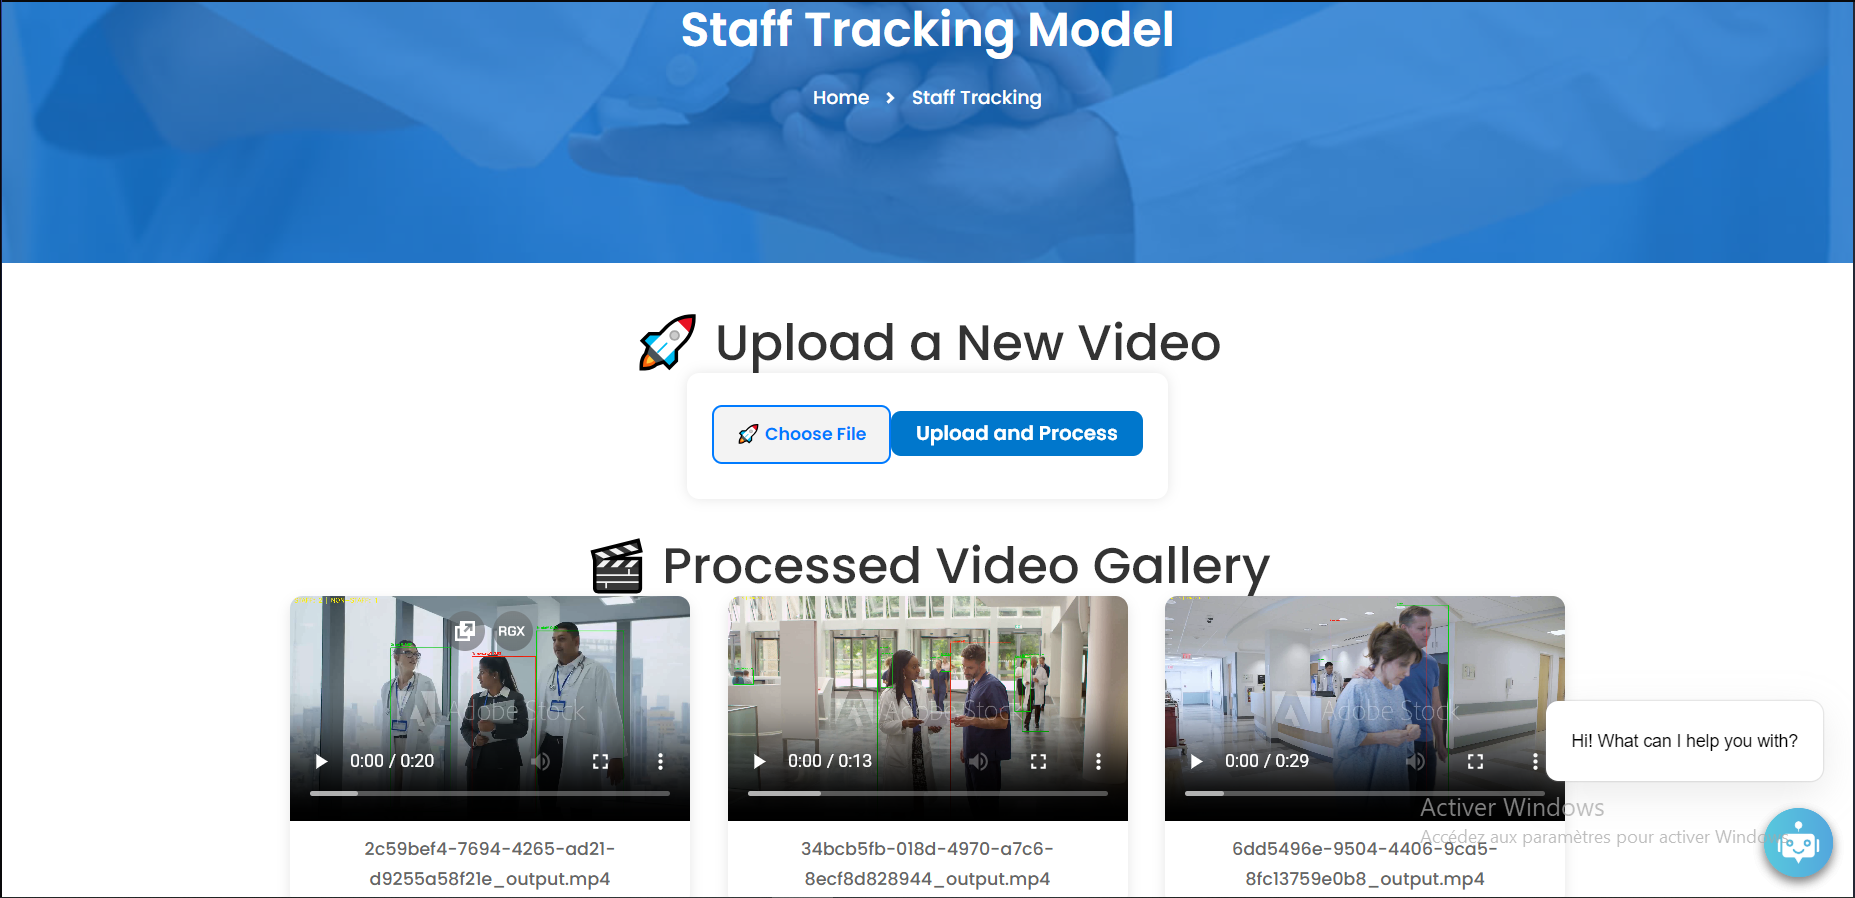 Staff Tracking Model
Home > Staff Tracking
Upload a New Video
Choose File
Upload and Process
Processed Video Gallery
RGX
Adobe Stock
0:00 / 0:20
Adobe Stock
0:00 / 0:13
Adobe Stock
0:00 / 0:29
2c59bef4-7694-4265-ad21-
d9255a58f21e_output.mp4
34bcb5fb-018d-4970-a7c6-
8ecf8d828944_output.mp4
6dd5496e-9504-4406-9ca5-
8fc13759e0b8_output.mp4
Hi! What can I help you with?
Activer Windows
Accédez aux paramètres pour activer Windows